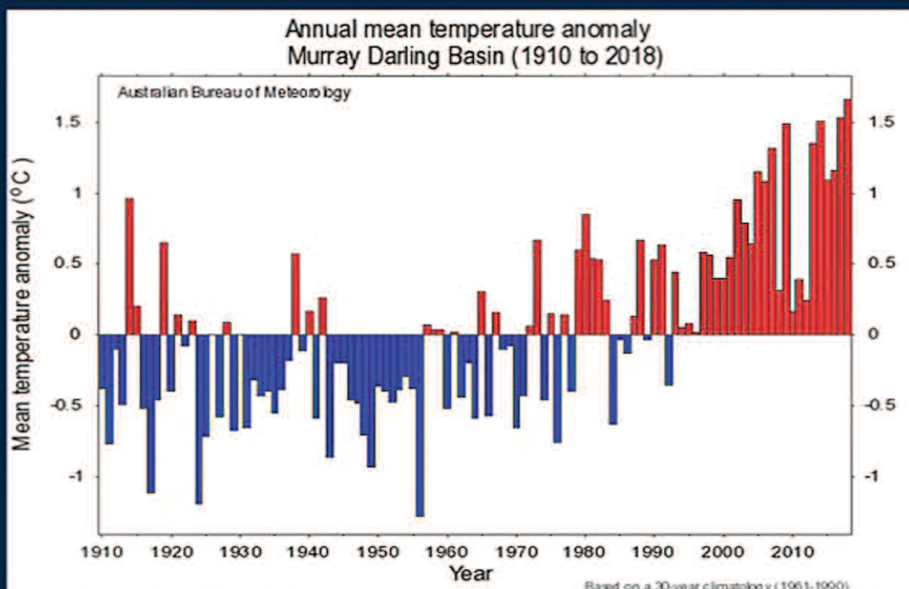 Annual mean temperature anomaly
Murray Darling Basin (1910 to 2018)
Australian Bureau of Meteorology
Mean temperature anomaly (°C)
1.5
1
0.5
0
-0.5
-1
1.5
1
0.5
0
-0.5
-1
1910 1920 1930 1940 1950 1960 1970 1980 1990 2000 2010
Year
Based on a 30-year climatology (1961-1990)